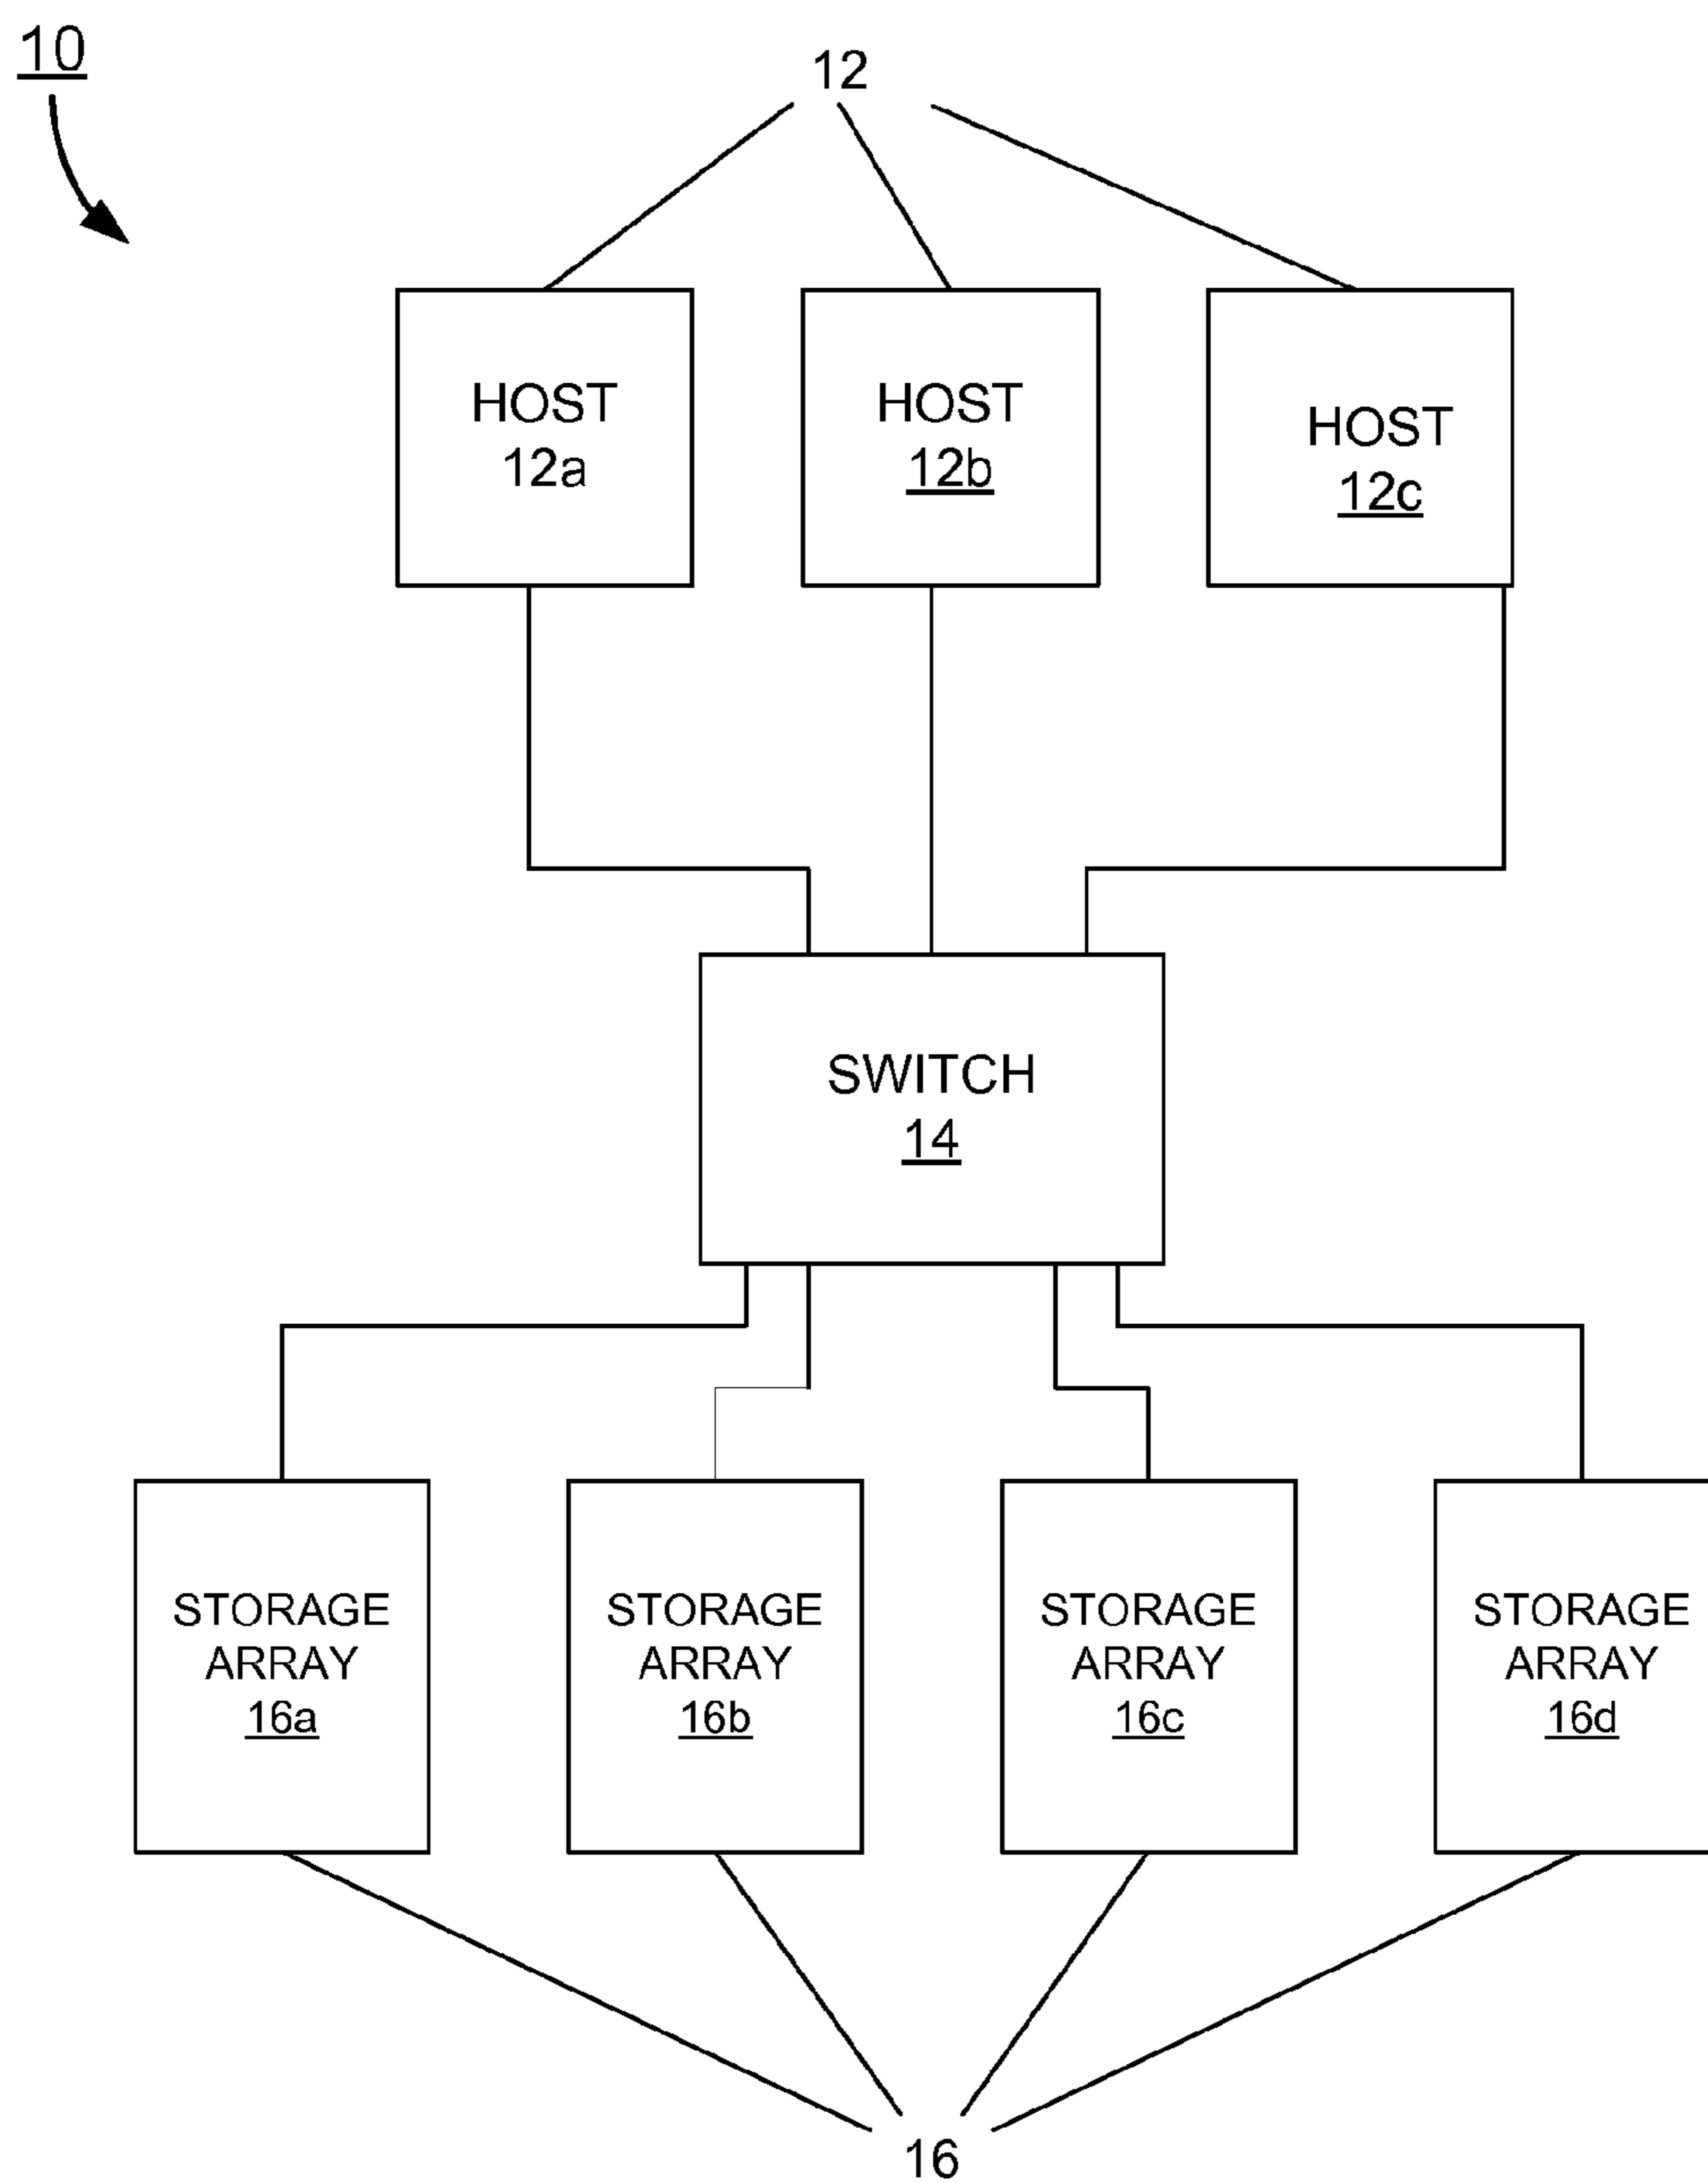 10
12
HOST
12a
HOST
12b
HOST
12c
SWITCH
14
STORAGE
ARRAY
16a
STORAGE
ARRAY
16b
STORAGE
ARRAY
16c
STORAGE
ARRAY
16d
16